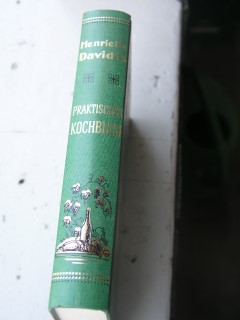 Henriette
Davidis
PRAKTISCHES
KOCHBUCH